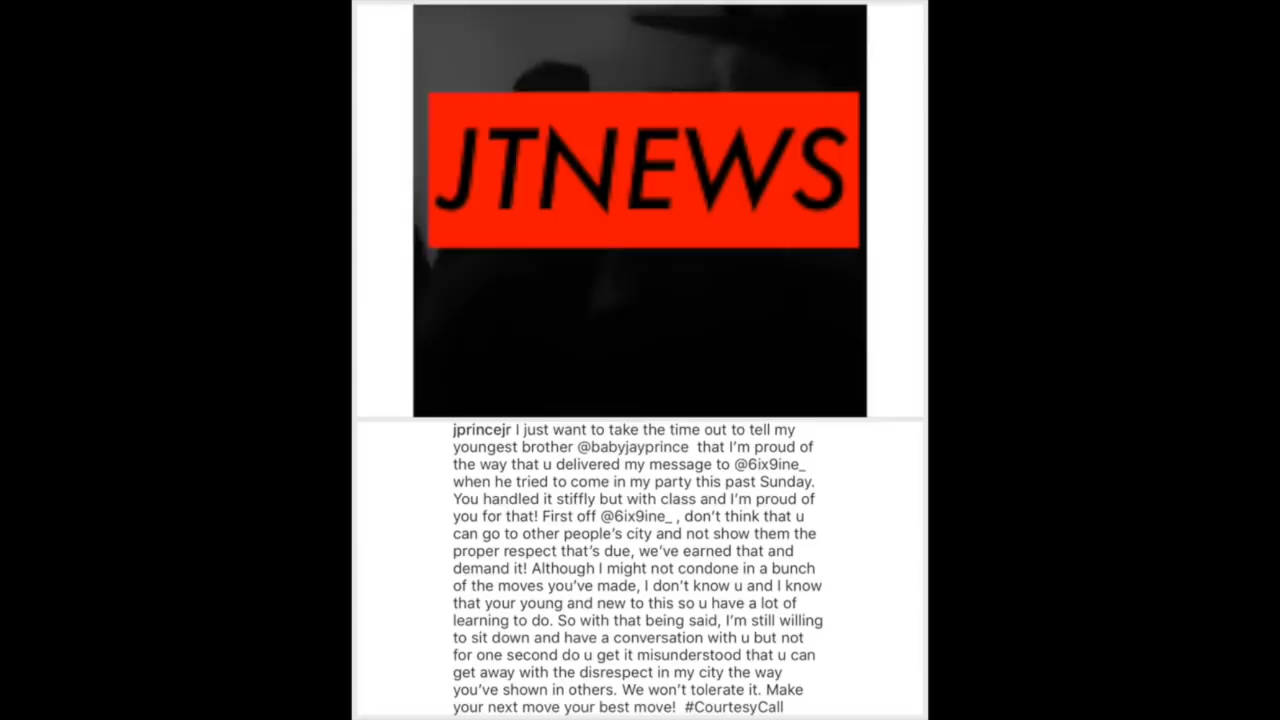 JTNEWS
jprincejr I just want to take the time out to tell my
youngest brother @babyjayprince that I'm proud of
the way that u delivered my message to @6ix9ine_
when he tried to come in my party this past Sunday.
You handled it stiffly but with class and I'm proud of
you for that! First off @6ix9ine_ , don't think that u
can go to other people's city and not show them the
proper respect that's due, we've earned that and
demand it! Although I might not condone in a bunch
of the moves you've made, I don't know u and I know
that your young and new to this so u have a lot of
learning to do. So with that being said, I'm still willing
to sit down and have a conversation with u but not
for one second do u get it misunderstood that u can
get away with the disrespect in my city the way
you've shown in others. We won't tolerate it. Make
your next move your best move! #CourtesyCall